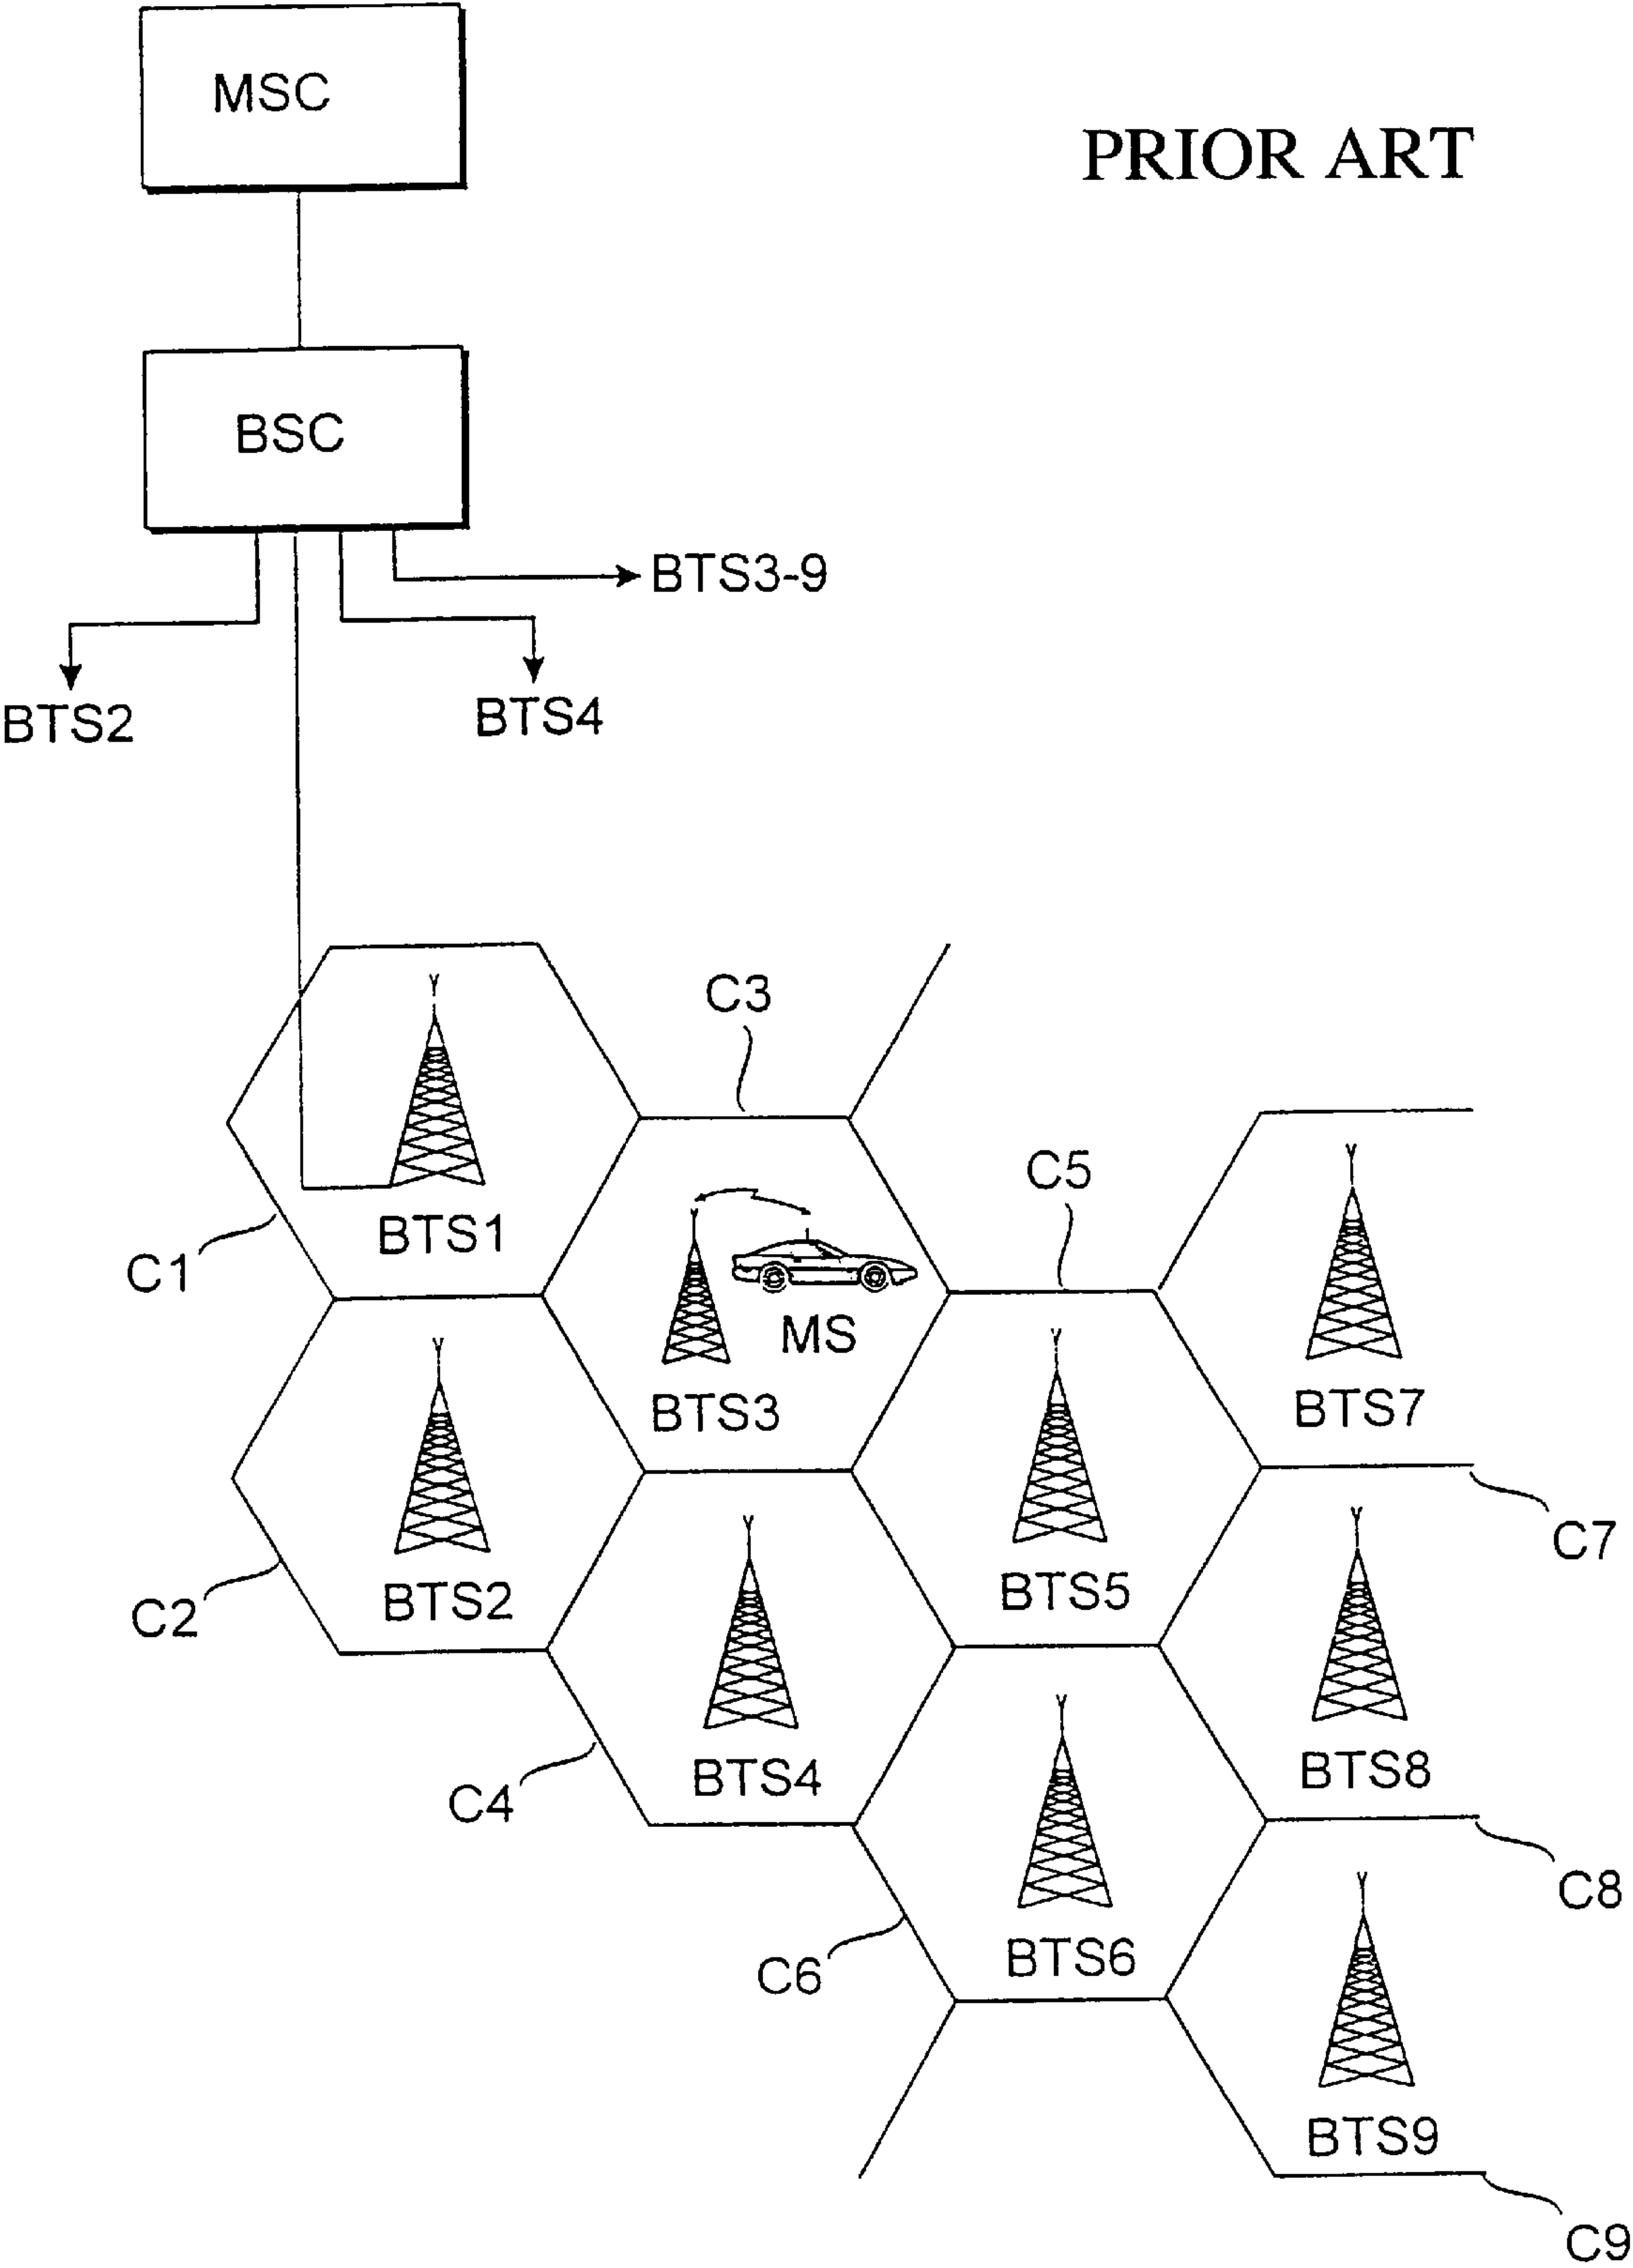 MSC
PRIOR ART
BSC
BTS3-9
BTS2
BTS4
C3
C5
BTS1
C1
MS
BTS3
BTS7
C7
BTS5
BTS2
C2
BTS8
BTS4
C4
C8
BTS6
C6
BTS9
C9